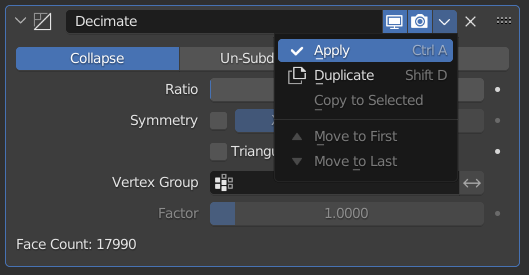 Decimate
Apply Ctrl A
Collapse Un-Subd
Duplicate Shift D
Ratio
Copy to Selected
Symmetry
Move to First
Triang
Move to Last
Vertex Group
Factor 1.0000
Face Count: 17990